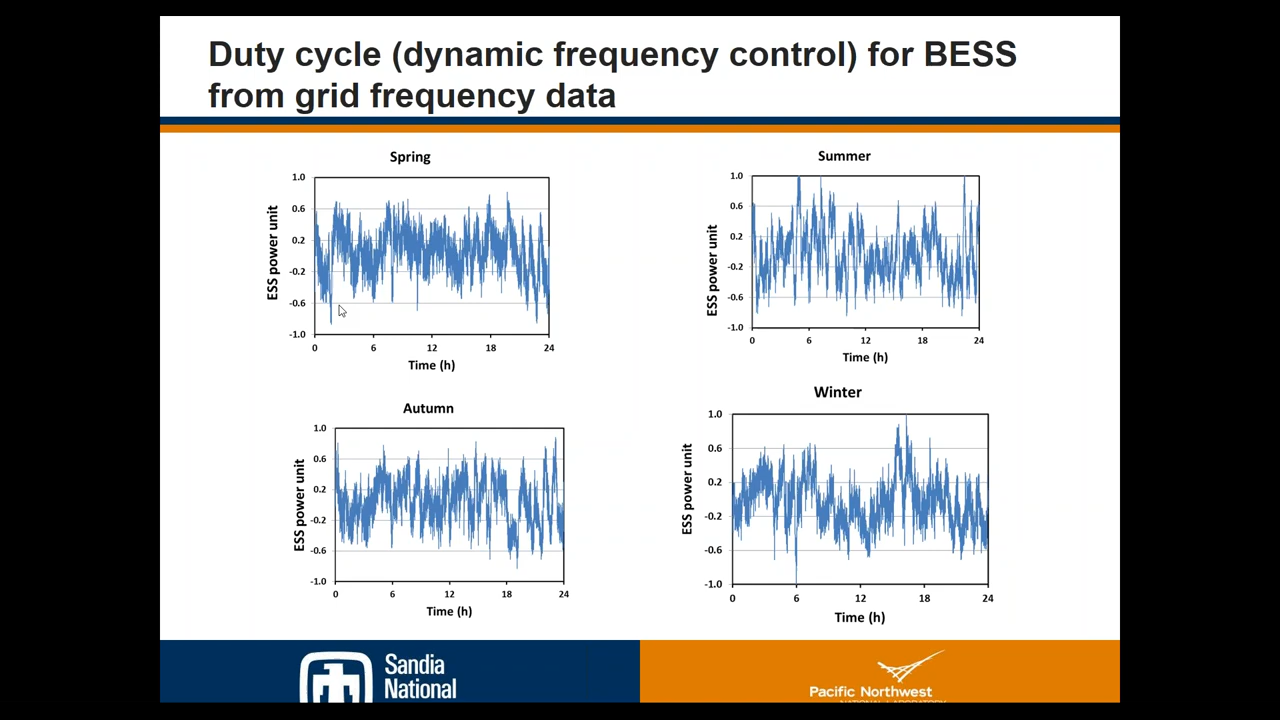 Duty cycle (dynamic frequency control) for BESS
from grid frequency data
Spring
1.0
0.6
0.2
-0.2
-0.6
-1.0
ESS power unit
0 6 12 18 24
Time (h)
Summer
1.0
0.6
0.2
-0.2
-0.6
-1.0
ESS power unit
0 6 12 18 24
Time (h)
Autumn
1.0
0.6
0.2
-0.2
-0.6
-1.0
ESS power unit
0 6 12 18 24
Time (h)
Winter
1.0
0.6
0.2
-0.2
-0.6
-1.0
ESS power unit
0 6 12 18 24
Time (h)
Sandia
National
Pacific Northwest